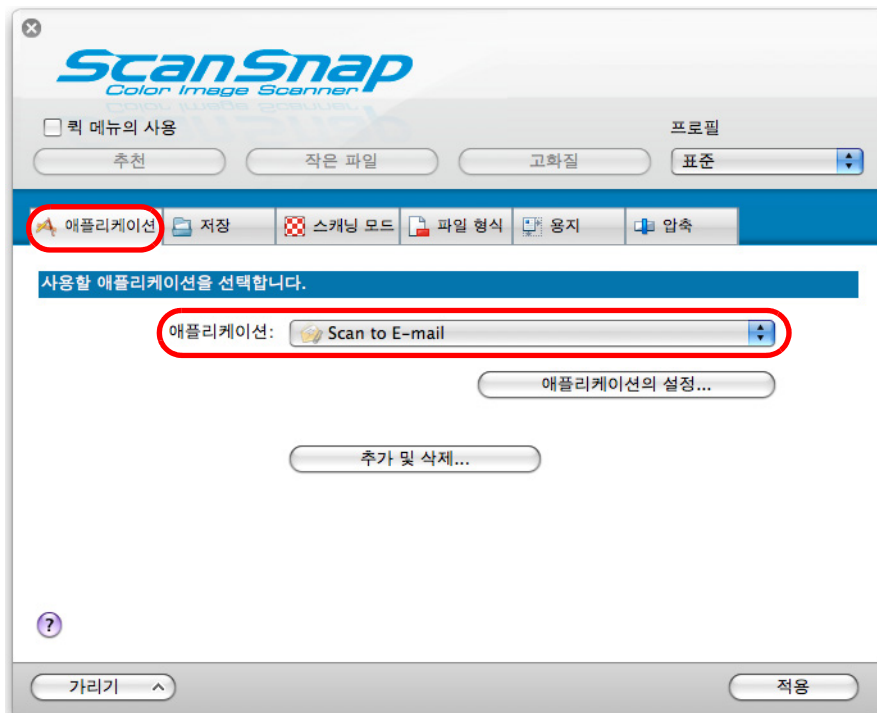 ScanSnap
Color Image Scanner
퀵 메뉴의 사용
프로필
추천
작은 파일
고화질
표준
애플리케이션
저장
스캐닝 모드
파일 형식
용지
압축
사용할 애플리케이션을 선택합니다.
애플리케이션: Scan to E-mail
애플리케이션의 설정...
추가 및 삭제...
?
가리기
적용